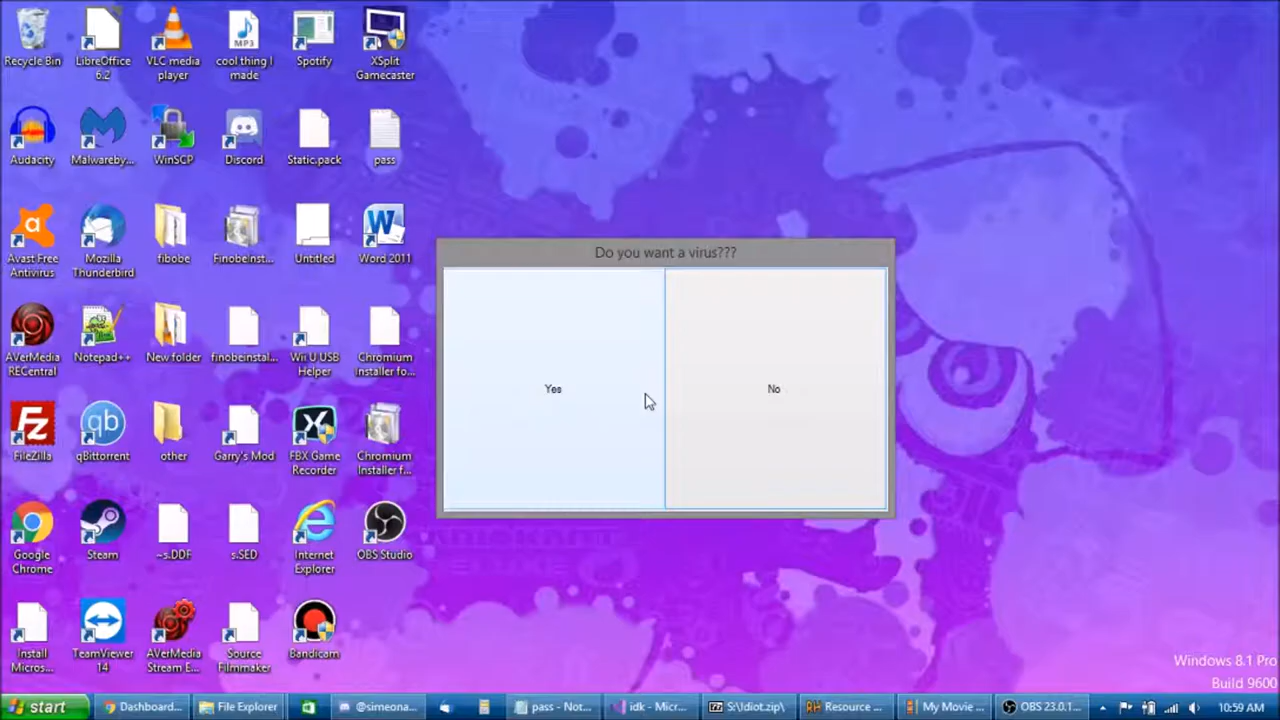 Do you want a virus???
Yes
No
Recycle Bin
LibreOffice
6.2
VLC media
player
MP3
cool thing I
made
Spotify
XSplit
Gamecaster
Audacity
Malwareby...
WinSCP
Discord
Static.pack
pass
Avast Free
Antivirus
Mozilla
Thunderbird
fibobe
Finobeinst...
Untitled
Word 2011
AVerMedia
RECentral
Notepad++
New folder
finobeinstal...
Wii U USB
Helper
Chromium
Installer fo...
FileZilla
qb
qBittorrent
other
Garry's Mod
FBX Game
Recorder
Chromium
Installer f...
Google
Chrome
Steam
~s.DDF
s.SED
Internet
Explorer
OBS Studio
Install
Micros...
TeamViewer
14
AVerMedia
Stream E...
Source
Filmmaker
Bandicam
Windows 8.1 Pro
Build 9600
start
Dashboard...
File Explorer
@simeona...
pass - Not...
idk - Micr...
S:\Idiot.zip\
Resource ...
My Movie ...
OBS 23.0.1...
10:59 AM